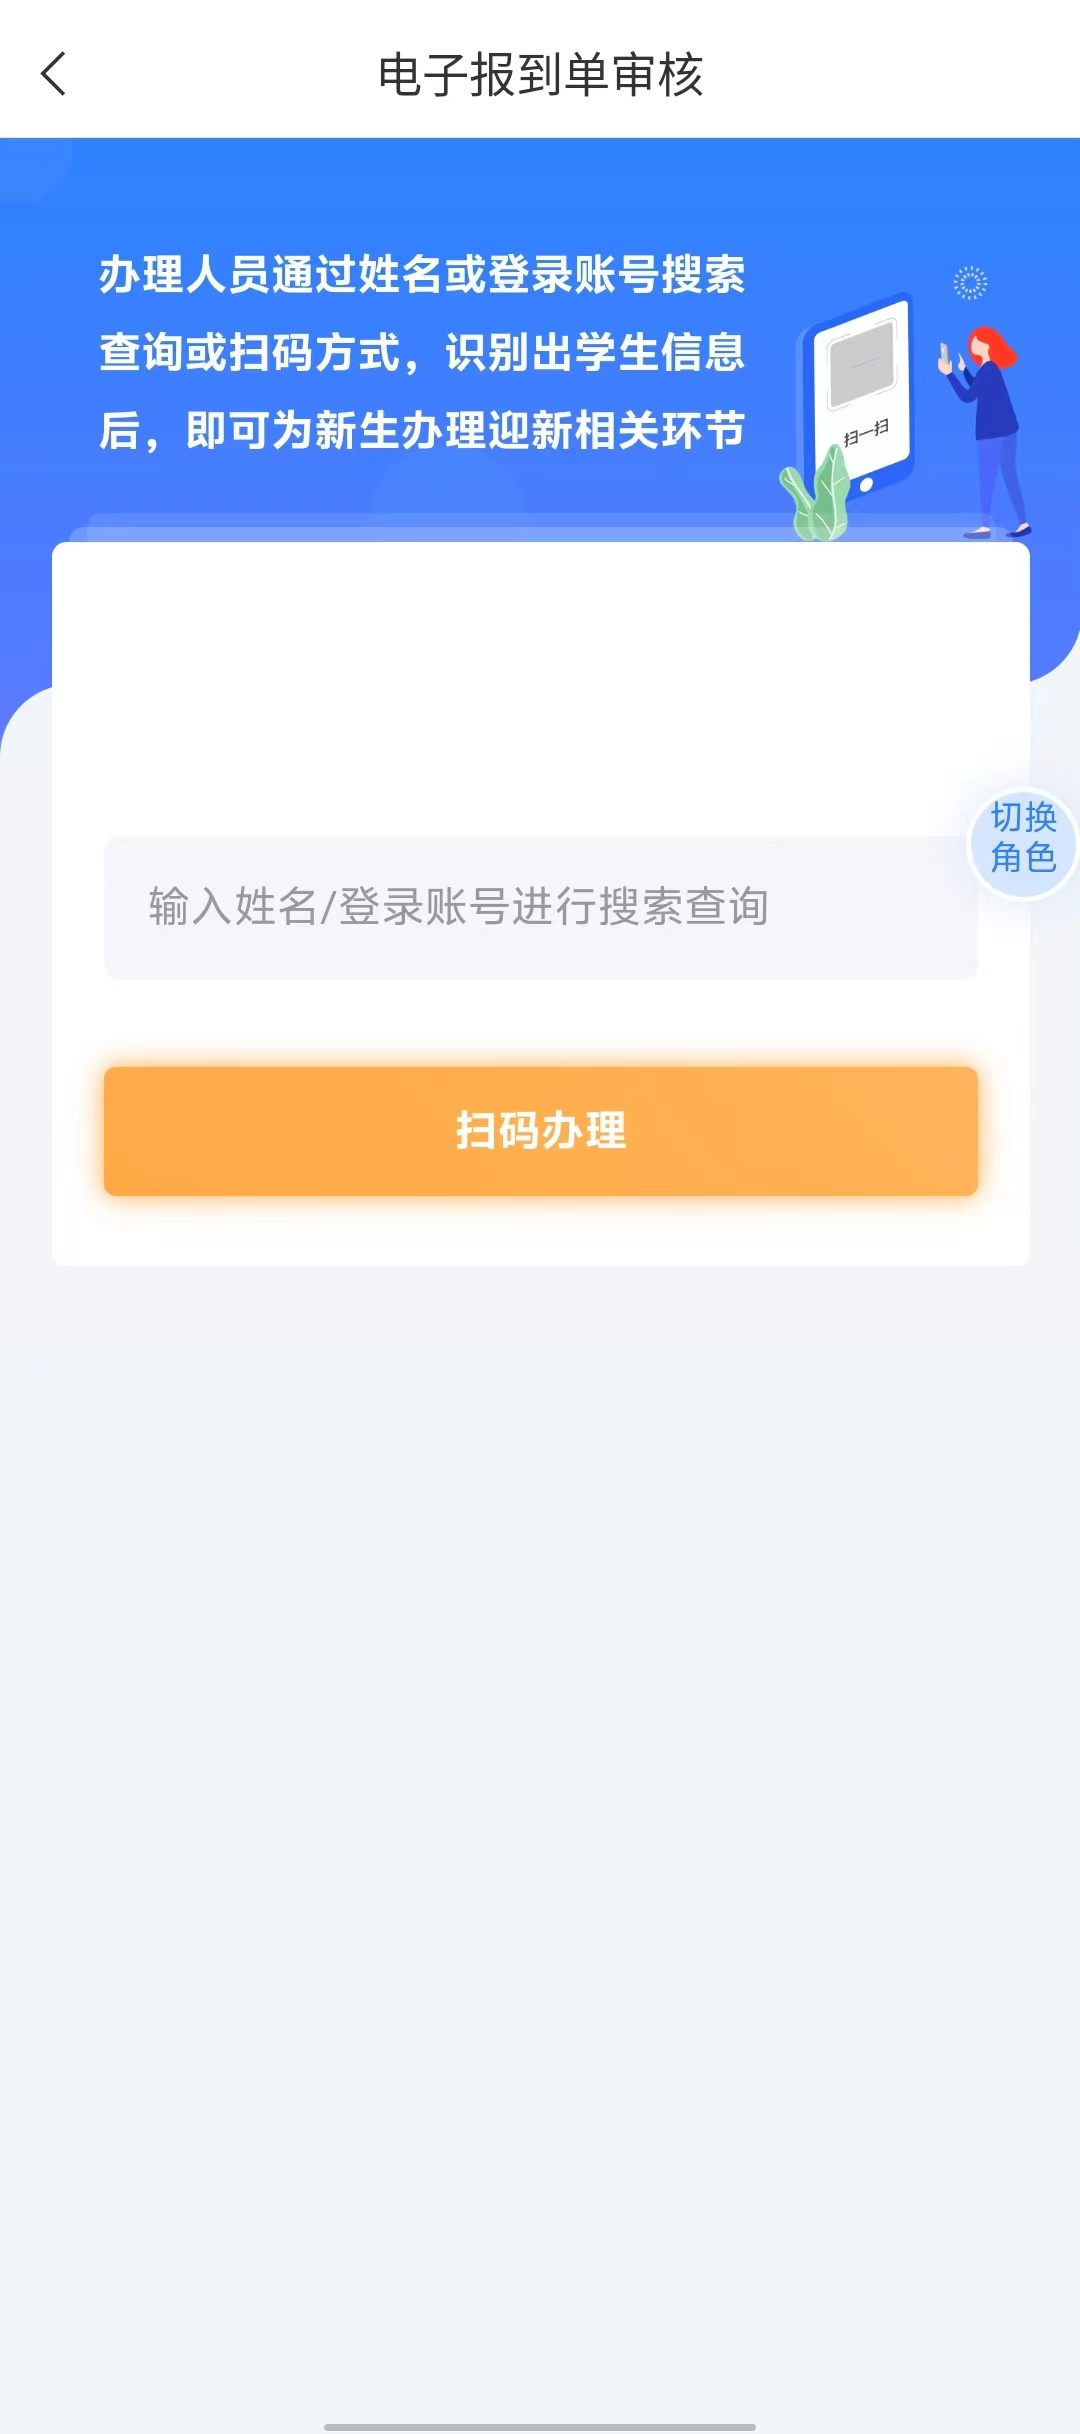 电子报到单审核
办理人员通过姓名或登录账号搜索
查询或扫码方式，识别出学生信息
后，即可为新生办理迎新相关环节
扫一扫
切换
角色
输入姓名/登录账号进行搜索查询
扫码办理